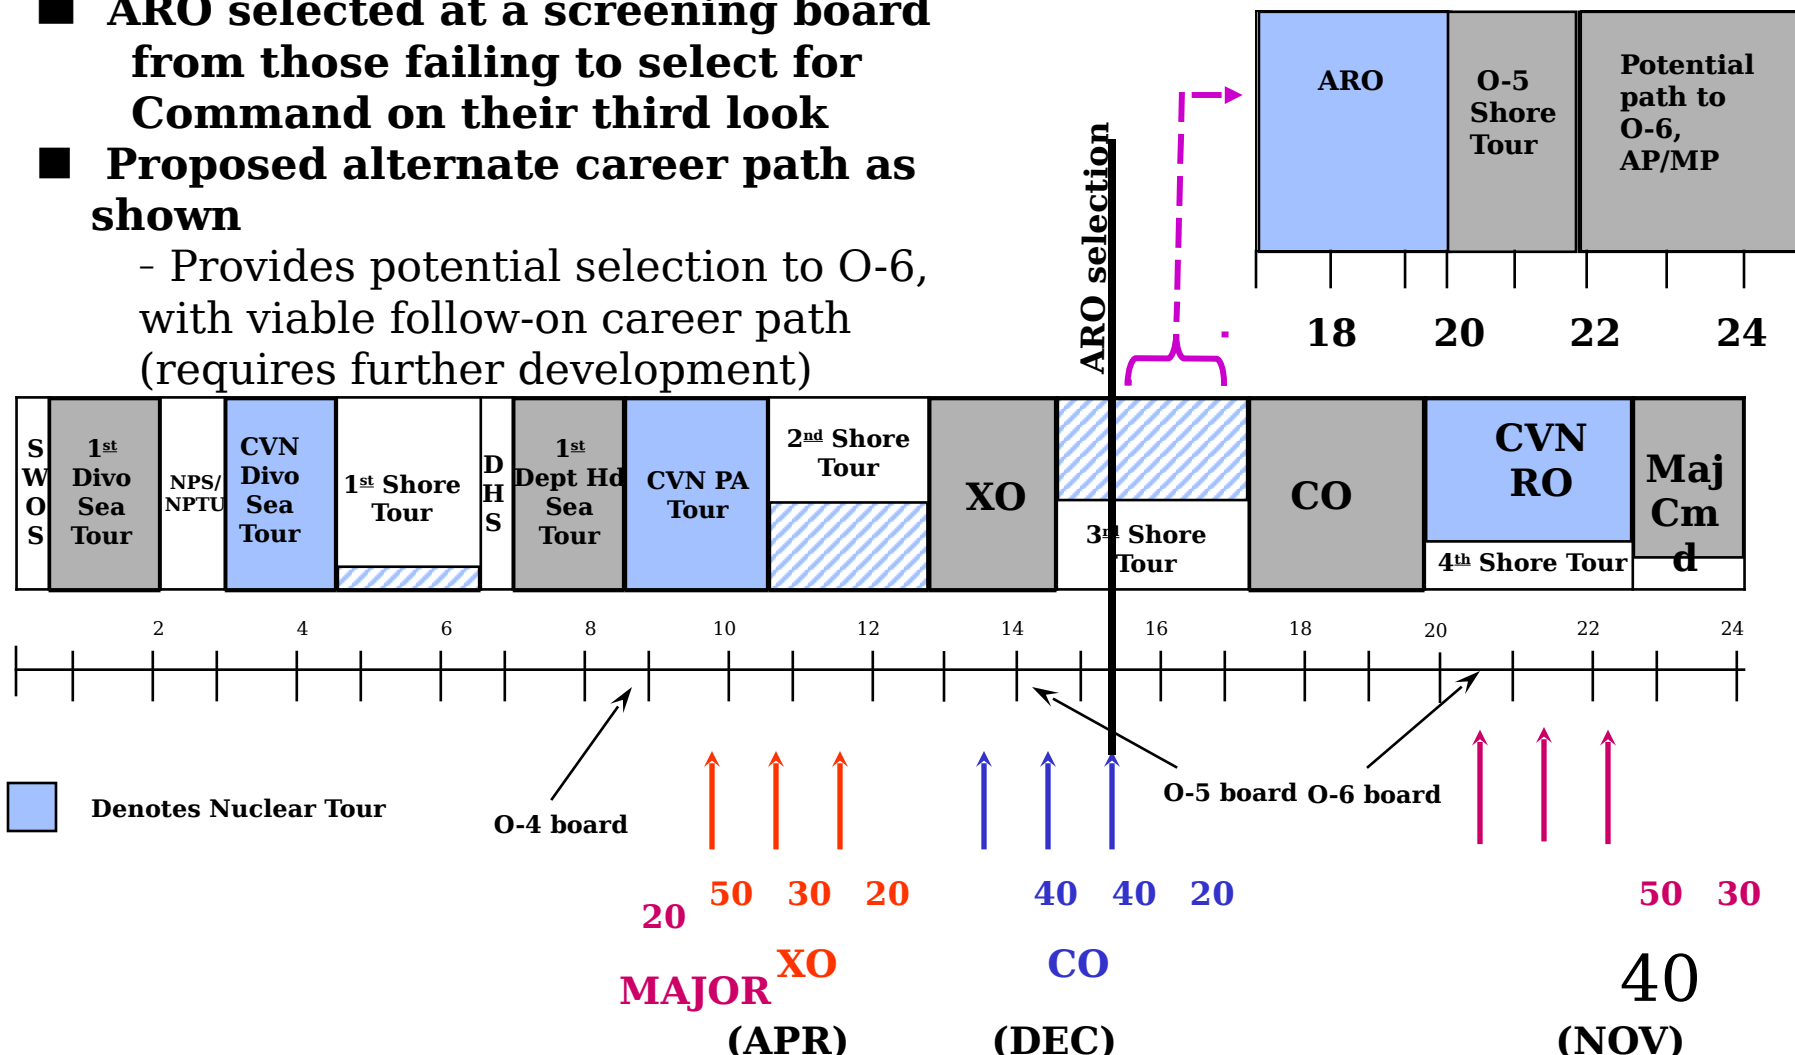 ■ ARO selected at a screening board
from those failing to select for
Command on their third look
■ Proposed alternate career path as
shown
- Provides potential selection to O-6,
with viable follow-on career path
(requires further development)
ARO selection
ARO
O-5
Shore
Tour
Potential
path to
O-6,
AP/MP
18 20 22 24
S
W
O
S
1st
Divo
Sea
Tour
NPS/
NPTU
CVN
Divo
Sea
Tour
1st Shore
Tour
D
H
S
1st
Dept Hd
Sea
Tour
CVN PA
Tour
2nd Shore
Tour
XO
3rd Shore
Tour
CO
CVN
RO
4th Shore Tour
Maj
Cm
d
2 4 6 8 10 12 14 16 18 20 22 24
Denotes Nuclear Tour
O-4 board
O-5 board
O-6 board
50 30 20
40 40 20
50 30
20
XO
CO
MAJOR
40
(APR)
(DEC)
(NOV)